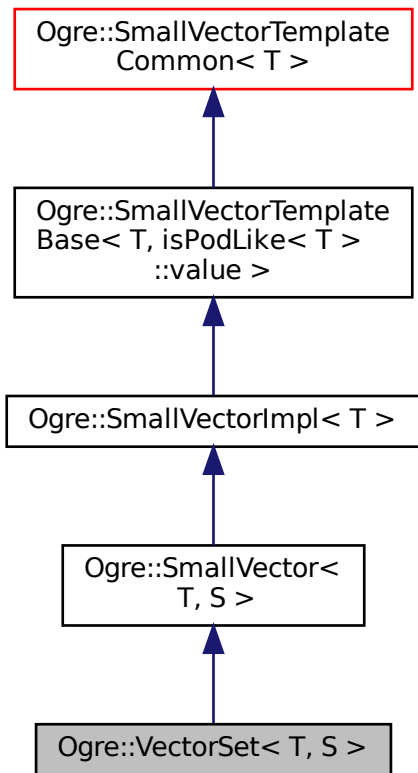 Ogre::SmallVectorTemplate
Common< T >
Ogre::SmallVectorTemplate
Base< T, isPodLike< T >
::value >
Ogre::SmallVectorImpl< T >
Ogre::SmallVector<
T, S >
Ogre::VectorSet< T, S >